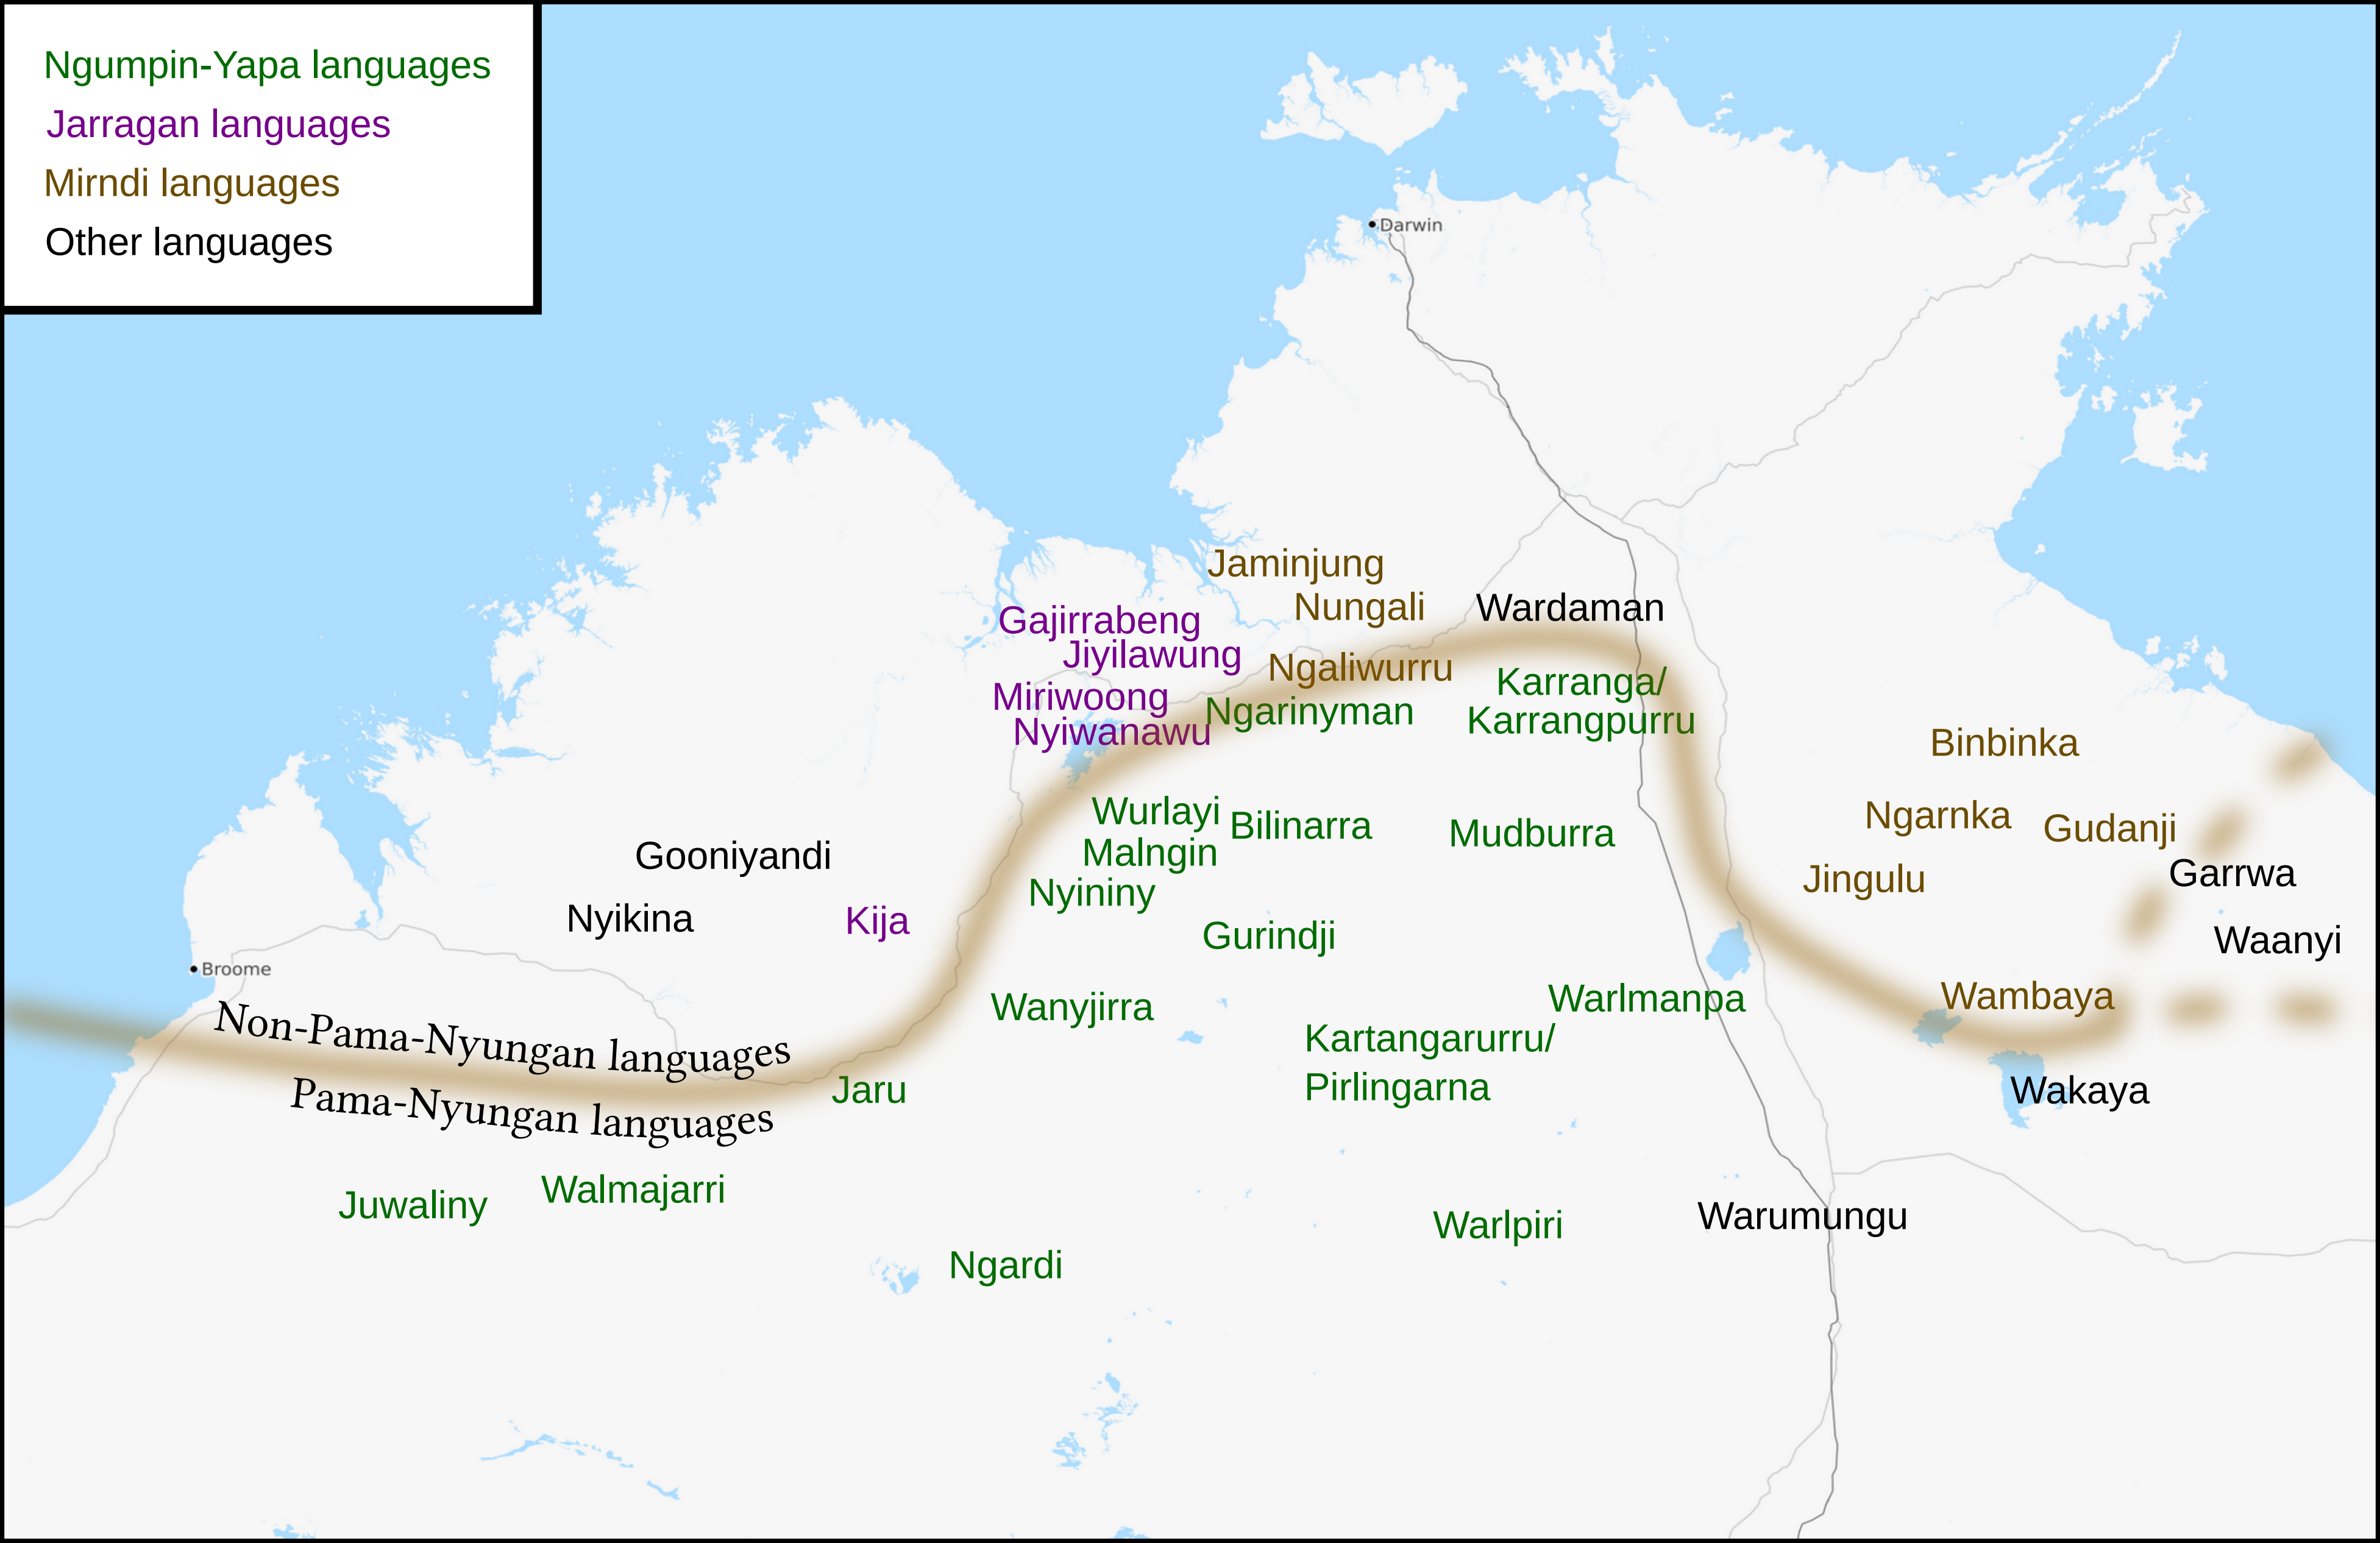 Ngumpin-Yapa languages
Jarragan languages
Mirndi languages
Other languages
Darwin
Jaminjung
Nungali
Wardaman
Gajirrabeng
Jiyilawung
Ngaliwurru
Karranga/
Karrangpurru
Miriwoong
Ngarinyman
Nyiwanawu
Binbinka
Wurlayi
Bilinarra
Mudburra
Ngarnka
Gudanji
Malngin
Gooniyandi
Jingulu
Garrwa
Nyininy
Nyikina
Kija
Gurindji
Waanyi
Broome
Wanyjirra
Warlmanpa
Wambaya
Non-Pama-Nyungan languages
Kartangarurru/
Pirlingarna
Pama-Nyungan languages
Jaru
Wakaya
Juwaliny
Walmajarri
Warlpiri
Warumungu
Ngardi